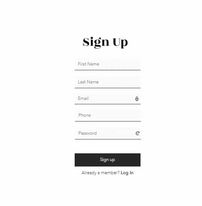 Sign Up
First Name
Last Name
Email
Phone
Password
Sign up
Already a member? Log In